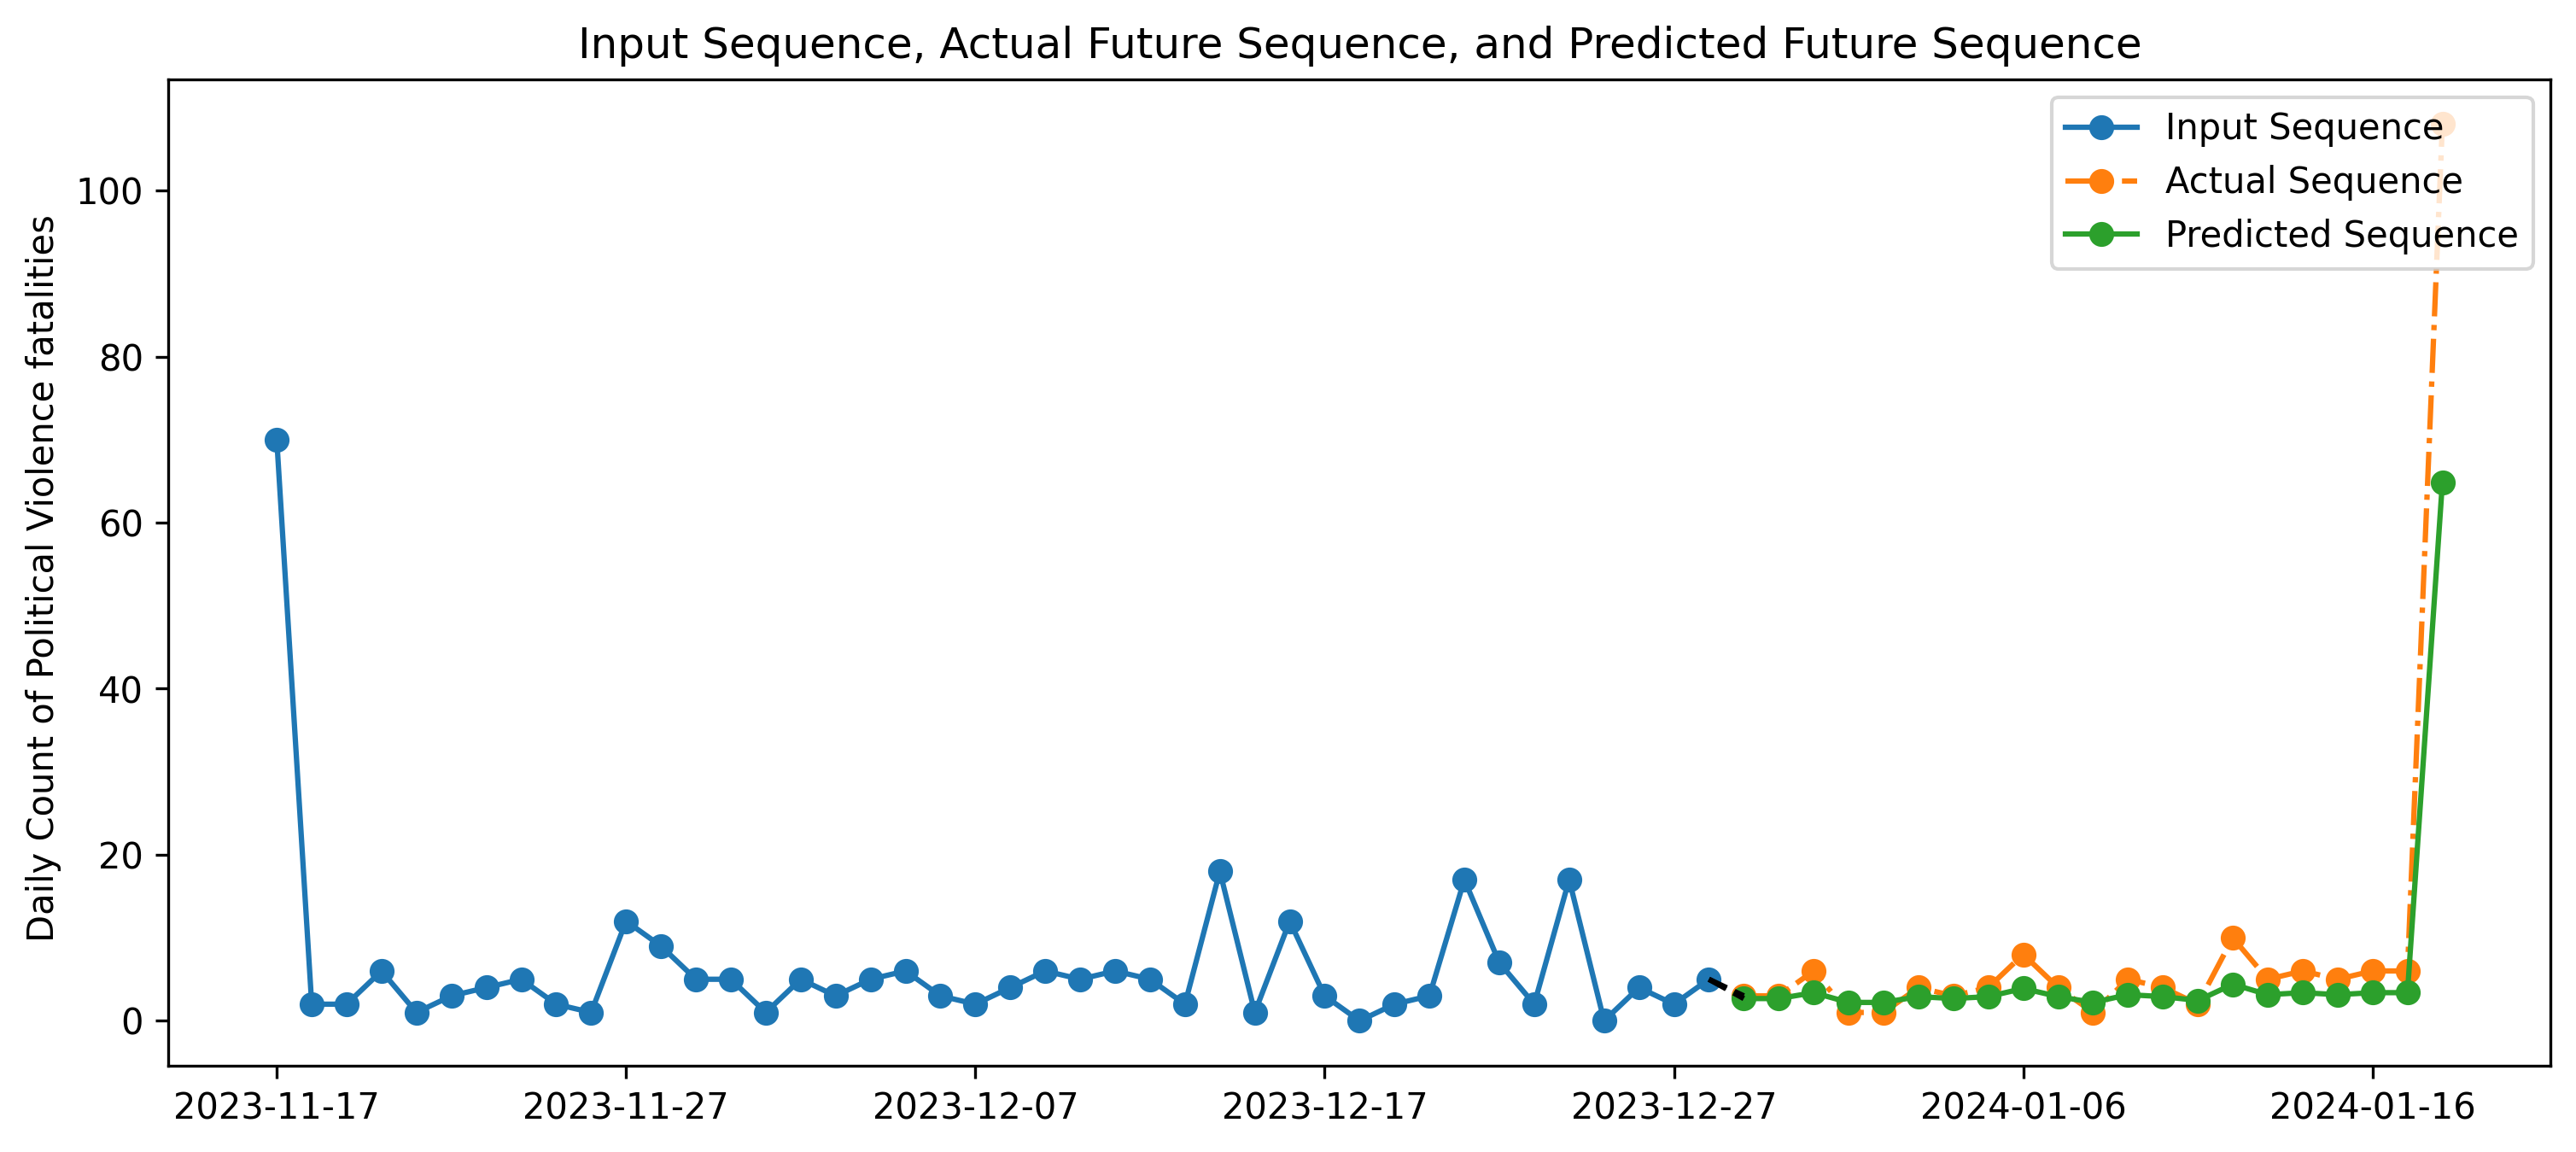 Input Sequence, Actual Future Sequence, and Predicted Future Sequence
Daily Count of Political Violence fatalities
100
80
60
40
20
0
Input Sequence
Actual Sequence
Predicted Sequence
2023-11-17
2023-11-27
2023-12-07
2023-12-17
2023-12-27
2024-01-06
2024-01-16